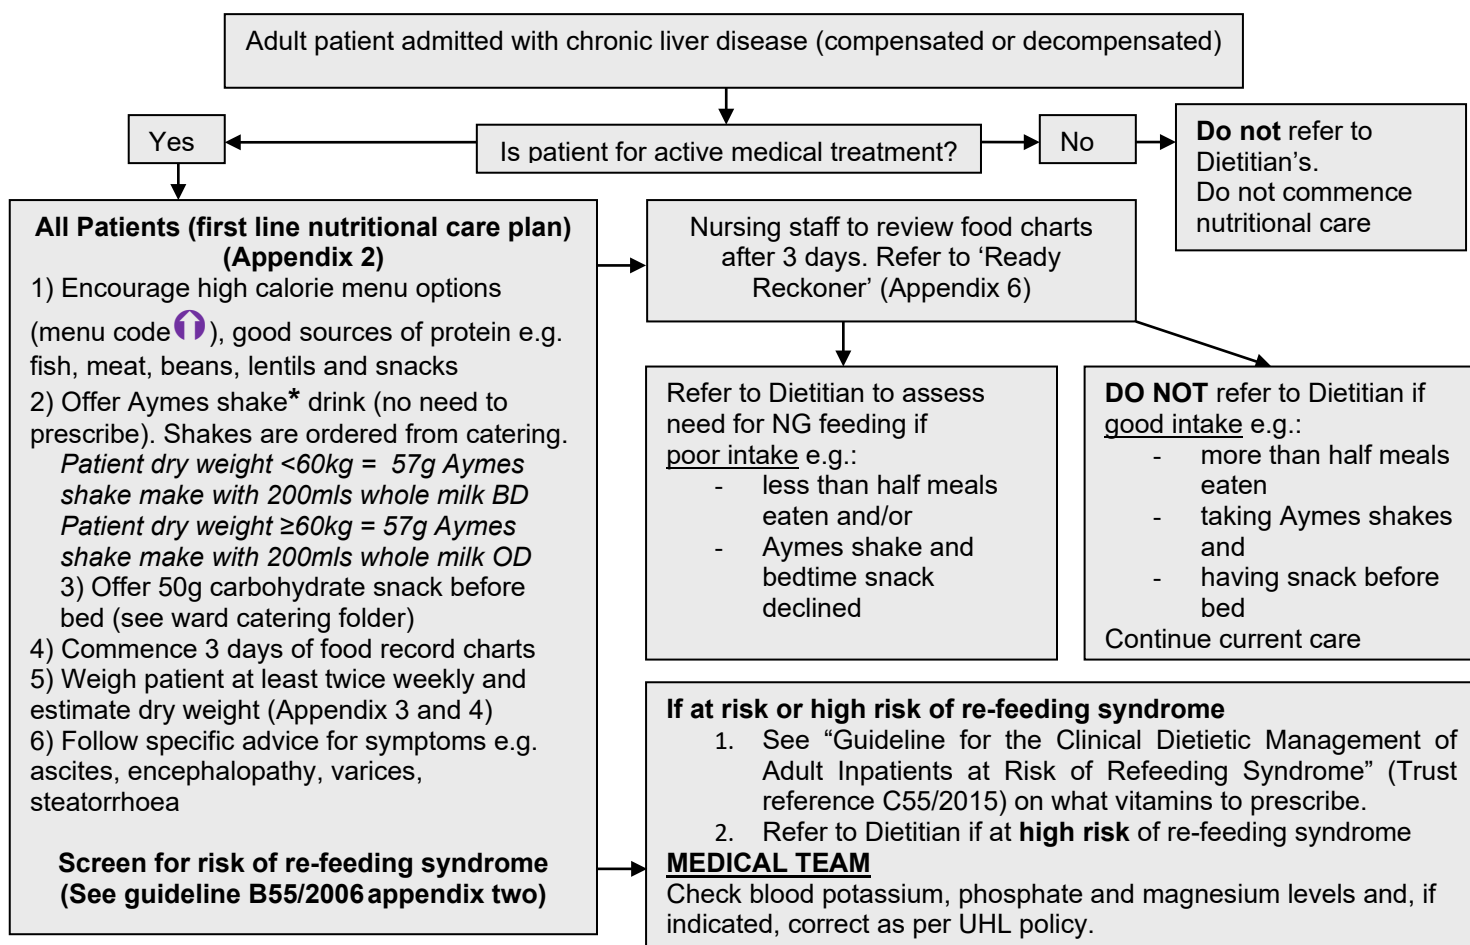 Adult patient admitted with chronic liver disease (compensated or decompensated)
Yes
Is patient for active medical treatment?
No
Do not refer to
Dietitian's.
Do not commence
nutritional care
All Patients (first line nutritional care plan)
(Appendix 2)
1) Encourage high calorie menu options
(menu code ), good sources of protein e.g.
fish, meat, beans, lentils and snacks
2) Offer Aymes shake* drink (no need to
prescribe). Shakes are ordered from catering.
Patient dry weight <60kg = 57g Aymes
shake make with 200mls whole milk BD
Patient dry weight ≥60kg = 57g Aymes
shake make with 200mls whole milk OD
3) Offer 50g carbohydrate snack before
bed (see ward catering folder)
4) Commence 3 days of food record charts
5) Weigh patient at least twice weekly and
estimate dry weight (Appendix 3 and 4)
6) Follow specific advice for symptoms e.g.
ascites, encephalopathy, varices,
steatorrhoea
Screen for risk of re-feeding syndrome
(See guideline B55/2006 appendix two)
Nursing staff to review food charts
after 3 days. Refer to 'Ready
Reckoner' (Appendix 6)
Refer to Dietitian to assess
need for NG feeding if
poor intake e.g.:
- less than half meals
eaten and/or
- Aymes shake and
bedtime snack
declined
DO NOT refer to Dietitian if
good intake e.g.:
- more than half meals
eaten
- taking Aymes shakes
and
- having snack before
bed
Continue current care
If at risk or high risk of re-feeding syndrome
1. See "Guideline for the Clinical Dietetic Management of
Adult Inpatients at Risk of Refeeding Syndrome" (Trust
reference C55/2015) on what vitamins to prescribe.
2. Refer to Dietitian if at high risk of re-feeding syndrome
MEDICAL TEAM
Check blood potassium, phosphate and magnesium levels and, if
indicated, correct as per UHL policy.